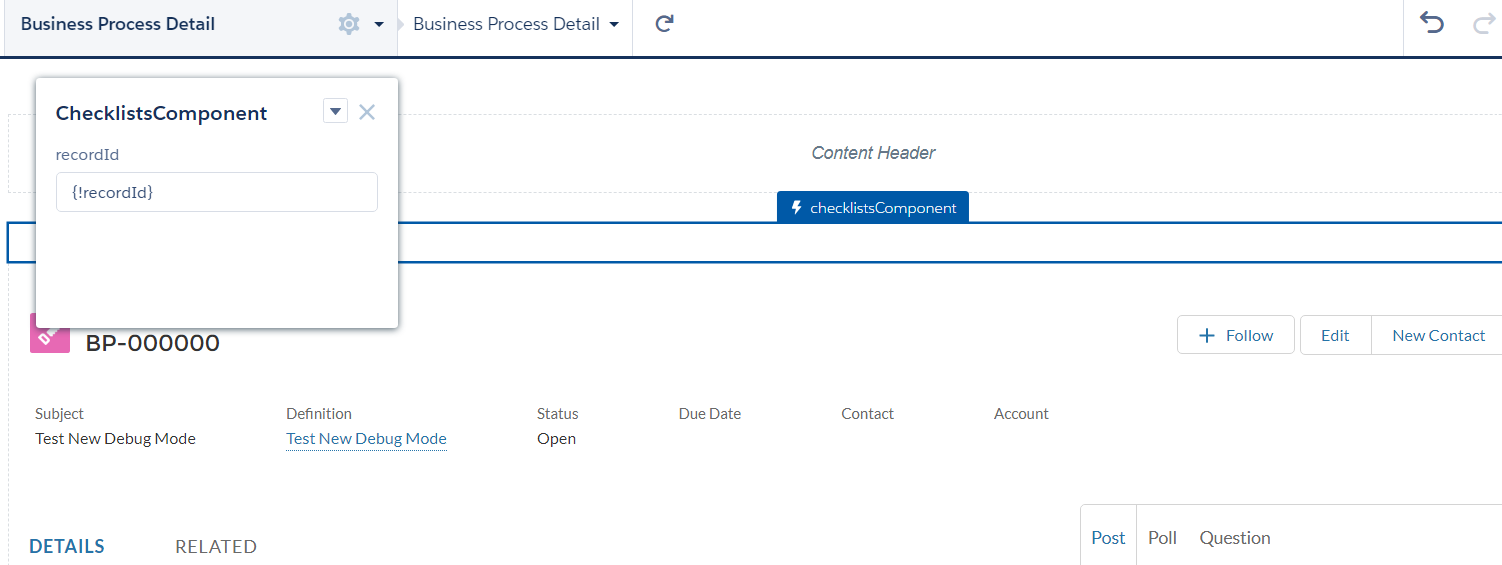 Business Process Detail
Business Process Detail
ChecklistsComponent
recordId
{!recordId}
Content Header
checklistsComponent
BP-000000
Follow
Edit
New Contact
Subject
Definition
Status
Due Date
Contact
Account
Test New Debug Mode
Test New Debug Mode
Open
DETAILS
RELATED
Post
Poll
Question